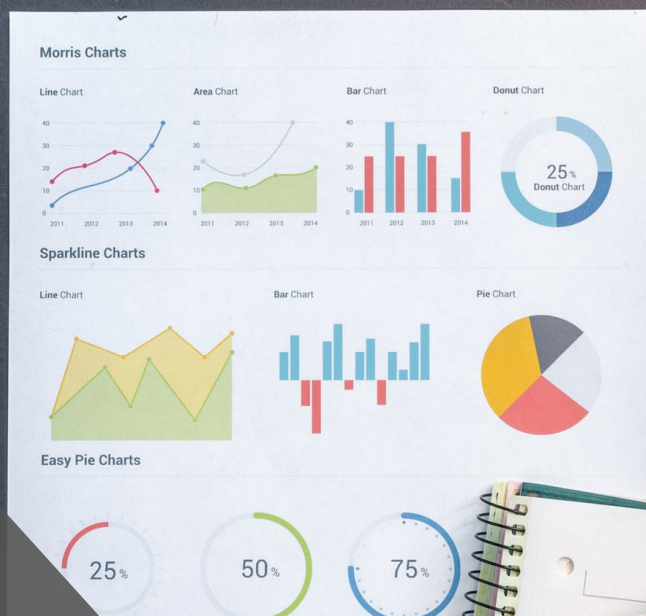 Morris Charts
Line Chart
Area Chart
Bar Chart
Donut Chart
40
30
20
10
0
2011 2012 2013 2014
40
30
20
10
0
2011 2012 2013 2014
40
30
20
10
0
2011 2012 2013 2014
25%
Donut Chart
Sparkline Charts
Line Chart
Bar Chart
Pie Chart
Easy Pie Charts
25%
50%
75%